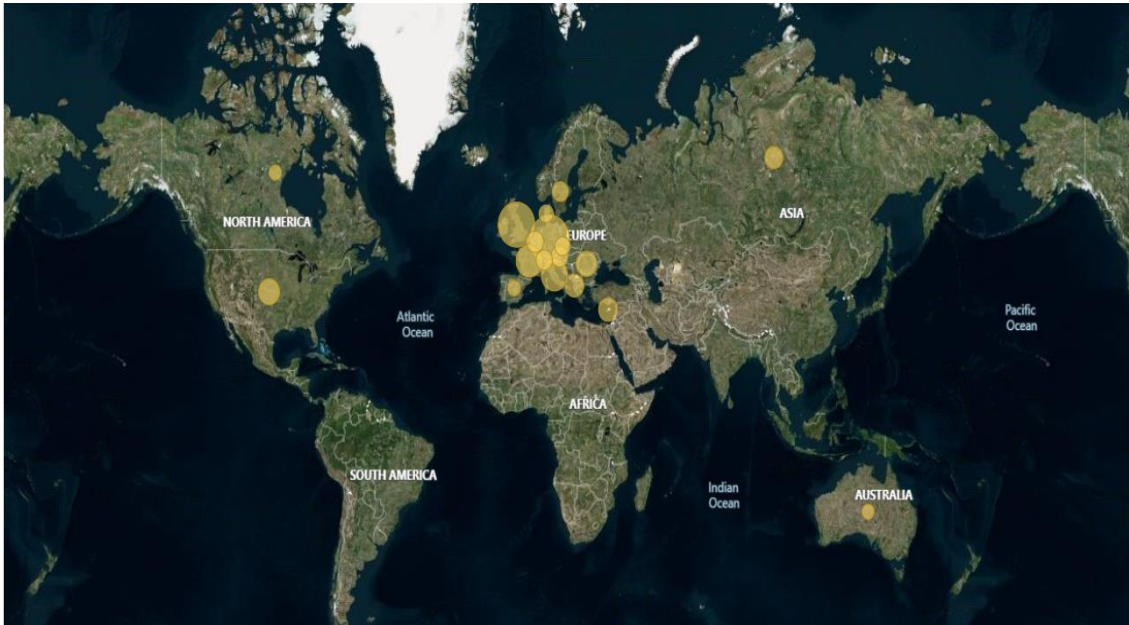 NORTH AMERICA
EUROPE
ASIA
Atlantic
Ocean
Pacific
Ocean
AFRICA
SOUTH AMERICA
Indian
Ocean
AUSTRALIA